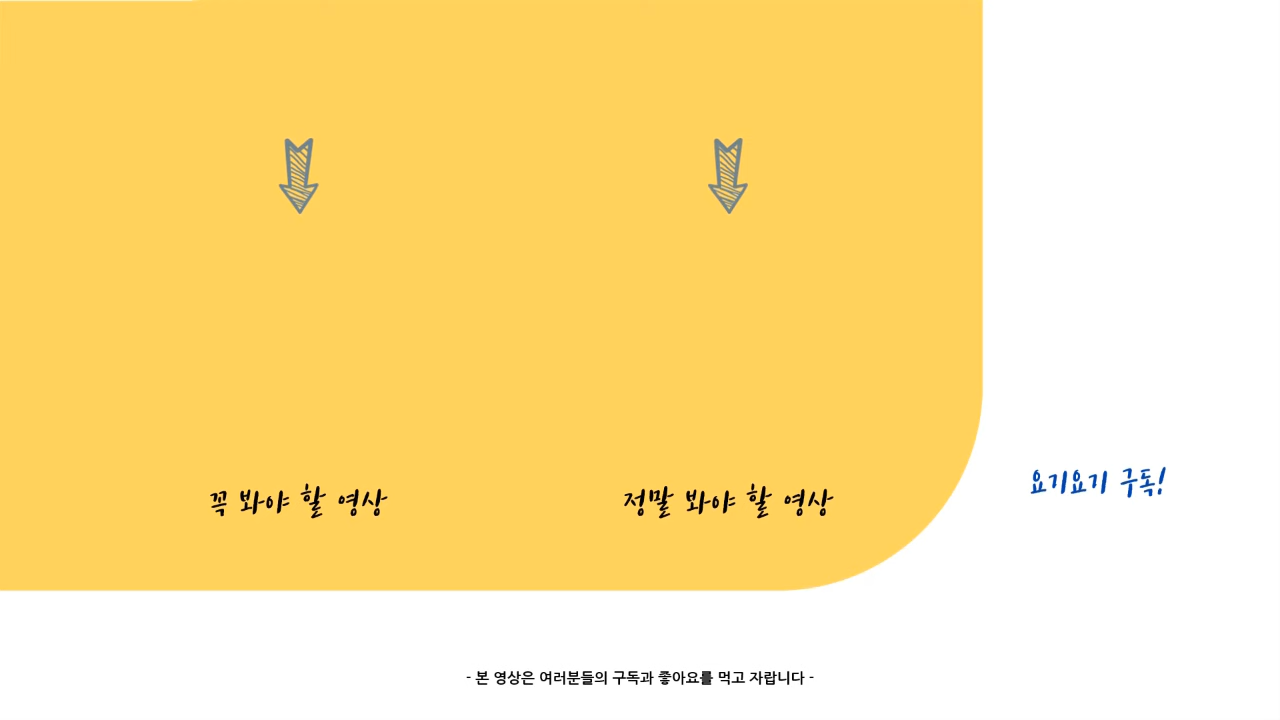 꼭 봐야 할 영상
정말 봐야 할 영상
요기요기 구독!
- 본 영상은 여러분들의 구독과 좋아요를 먹고 자랍니다 -